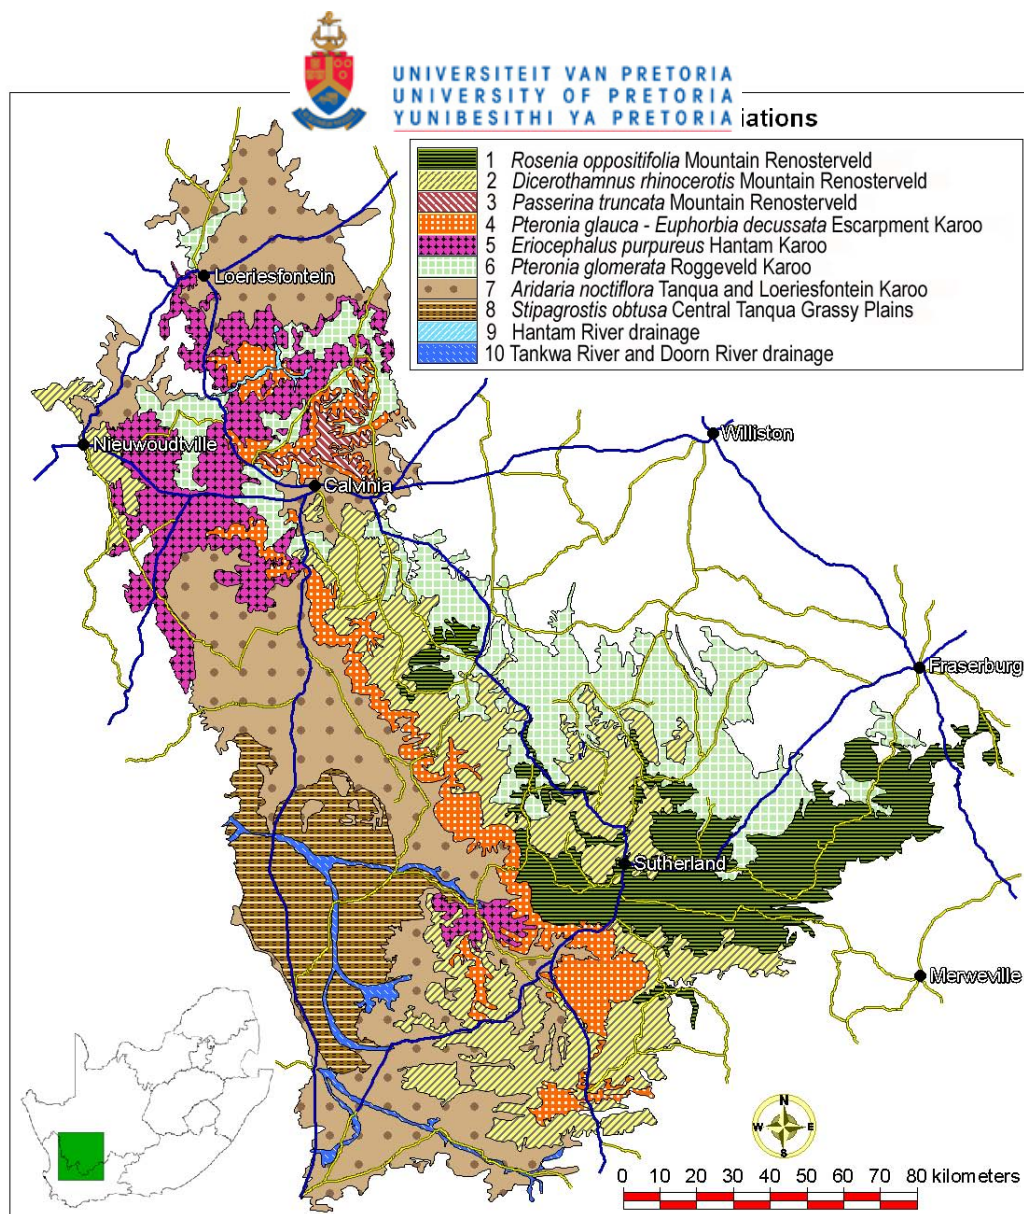 UNIVERSITEIT VAN PRETORIA
UNIVERSITY OF PRETORIA
YUNIBESITHI YA PRETORIA
iations
1 Rosenia oppositifolia Mountain Renosterveld
2 Dicerothamnus rhinocerotis Mountain Renosterveld
3 Passerina truncata Mountain Renosterveld
4 Pteronia glauca - Euphorbia decussata Escarpment Karoo
5 Eriocephalus purpureus Hantam Karoo
6 Pteronia glomerata Roggeveld Karoo
7 Aridaria noctiflora Tanqua and Loeriesfontein Karoo
8 Stipagrostis obtusa Central Tanqua Grassy Plains
9 Hantam River drainage
10 Tankwa River and Doorn River drainage
Loeriesfontein
Nieuwoudtville
Williston
Calvinia
Fraserburg
Sutherland
Merweville
N
W E
S
0 10 20 30 40 50 60 70 80 kilometers